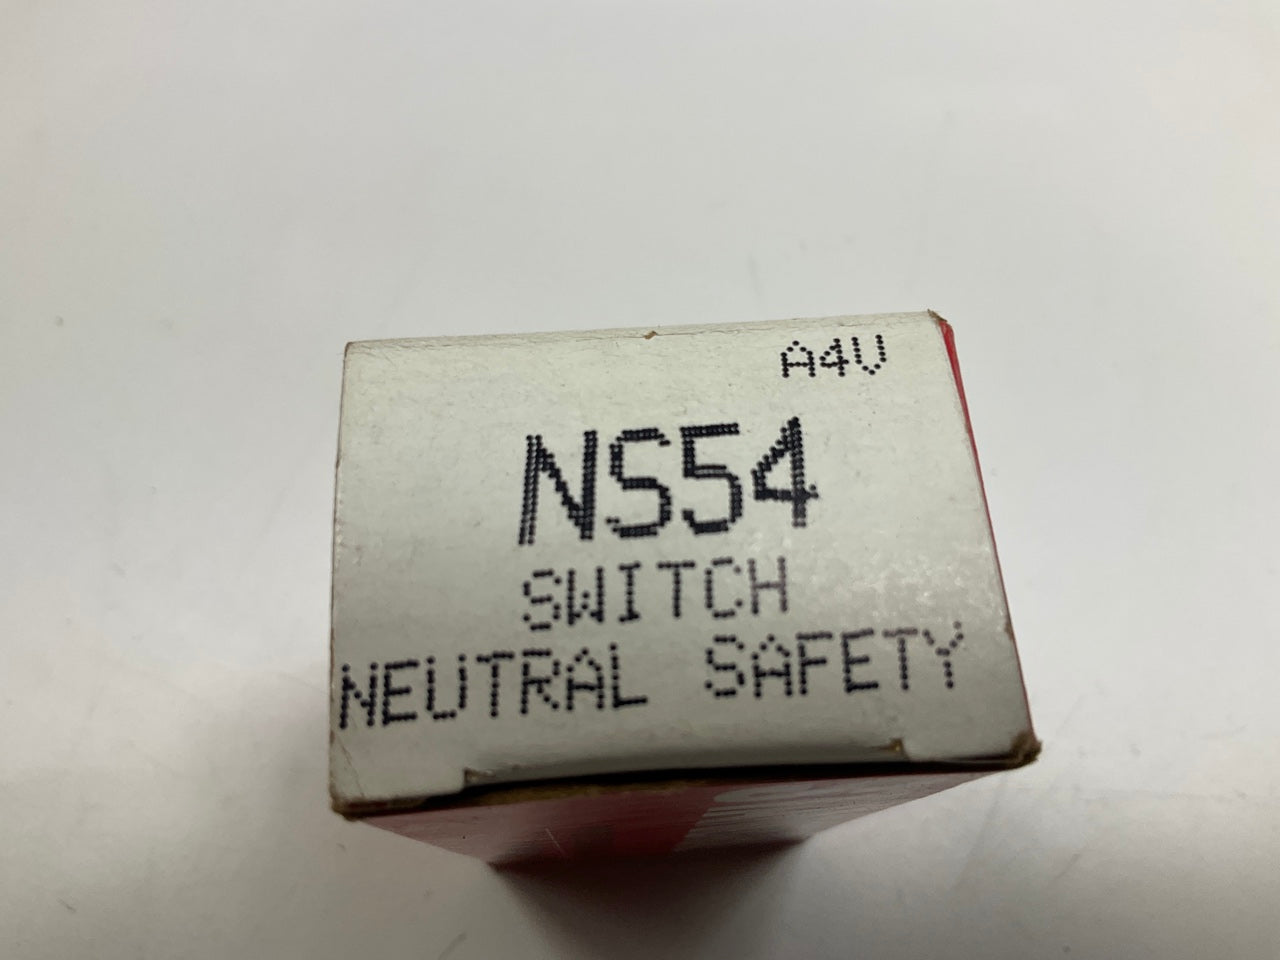 A4V
NS54
SWITCH
NEUTRAL SAFETY